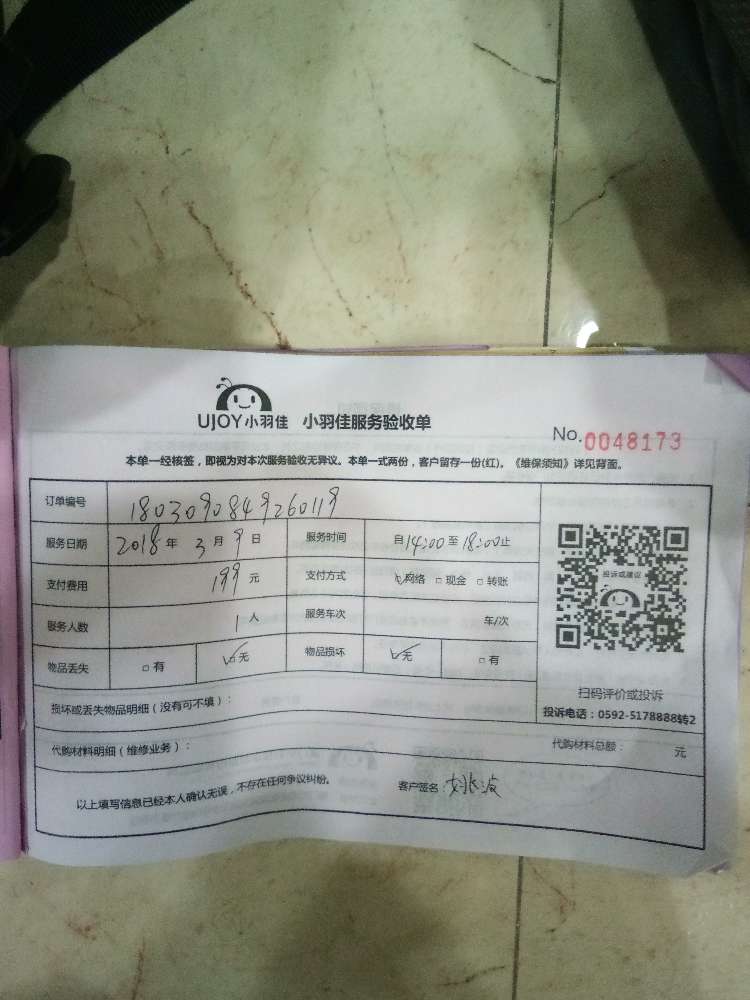 UJOY小羽佳 小羽佳服务验收单
No.0048173
本单一经核签，即视为对本次服务验收无异议。本单一式两份，客户留存一份(红)。《维保须知》详见背面。
订单编号 1803090849260119
服务日期 2018年3月9日 服务时间 自14:00至18:00止
支付费用 199元 支付方式 网络 现金 转账
服务人数 1人 服务车次 车/次
物品丢失 有 无 物品损坏 无 有
投诉或建议
扫码评价或投诉
投诉电话：0592-5178888转2
损坏或丢失物品明细（没有可不填）：
代购材料明细（维修业务）： 代购材料总额： 元
以上填写信息已经本人确认无误，不存在任何争议纠纷。 客户签名：